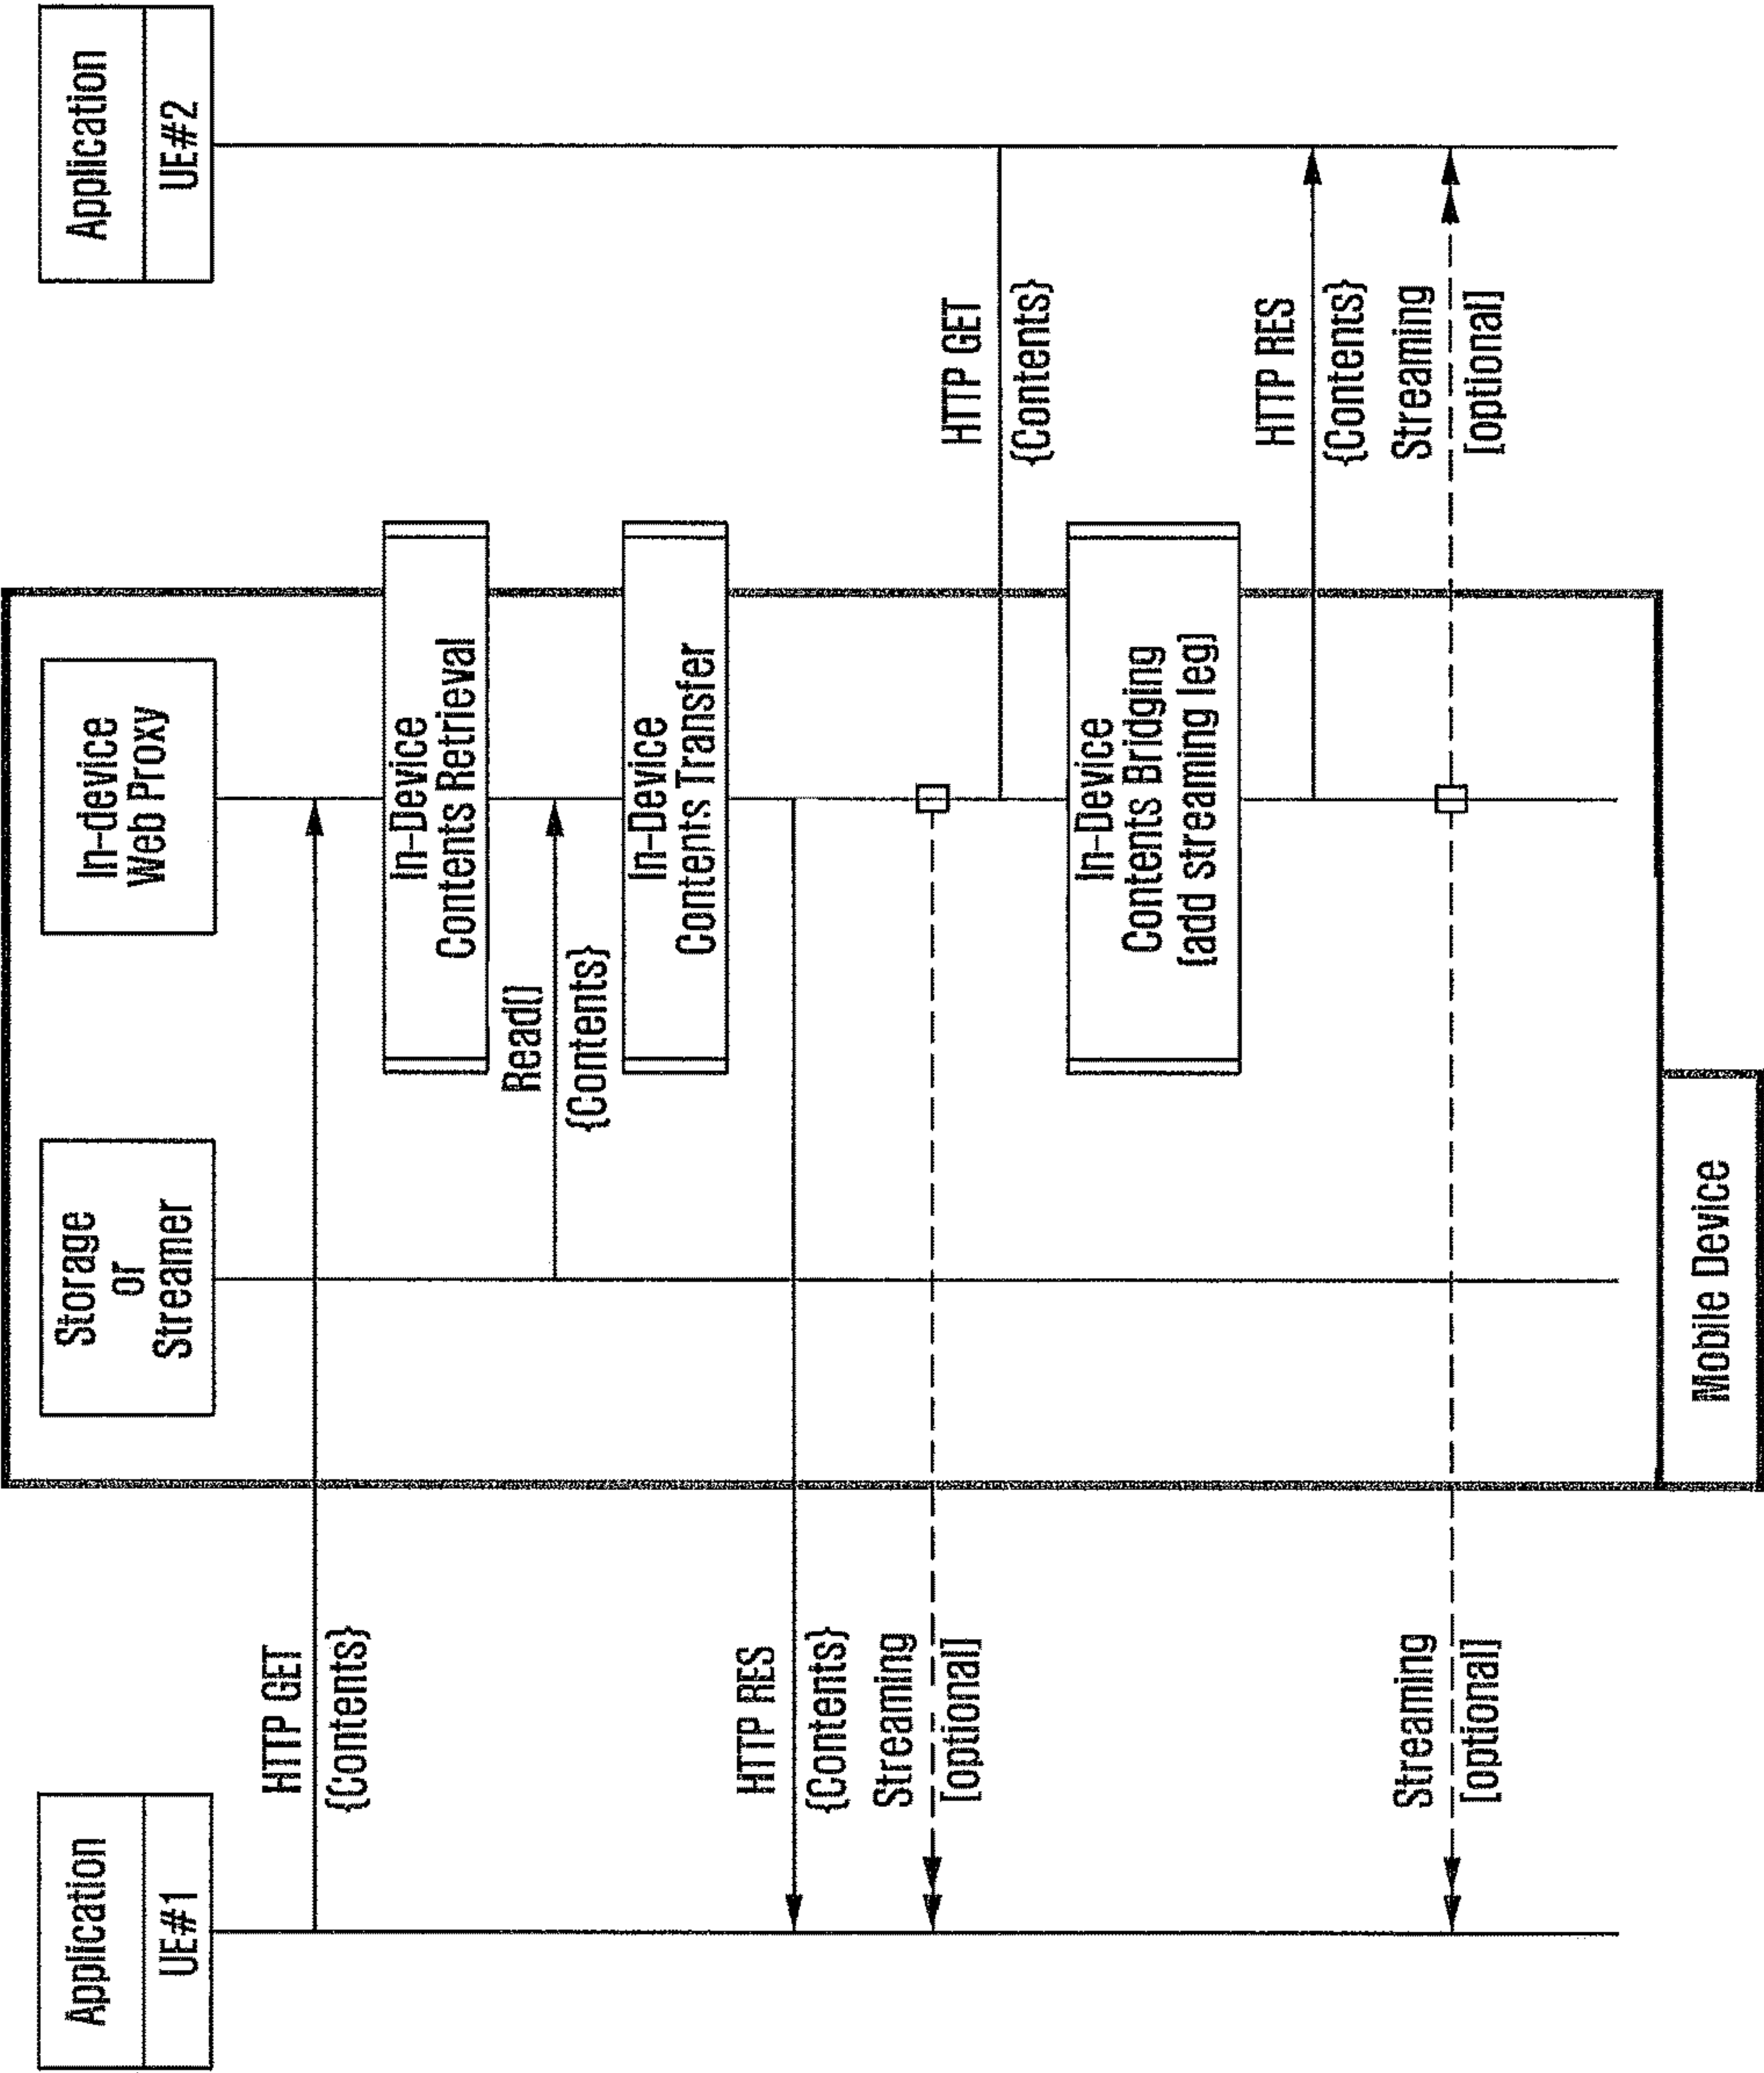 Application
UE#1
Storage
or
Streamer
In-device
Web Proxy
Application
UE#2
HTTP GET
{Contents}
In-Device
Contents Retrieval
Read()
{Contents}
In-Device
Contents Transfer
HTTP RES
{Contents}
Streaming
[optional]
HTTP GET
{Contents}
In-Device
Contents Bridging
(add streaming leg)
HTTP RES
{Contents}
Streaming
[optional]
Streaming
[optional]
Mobile Device